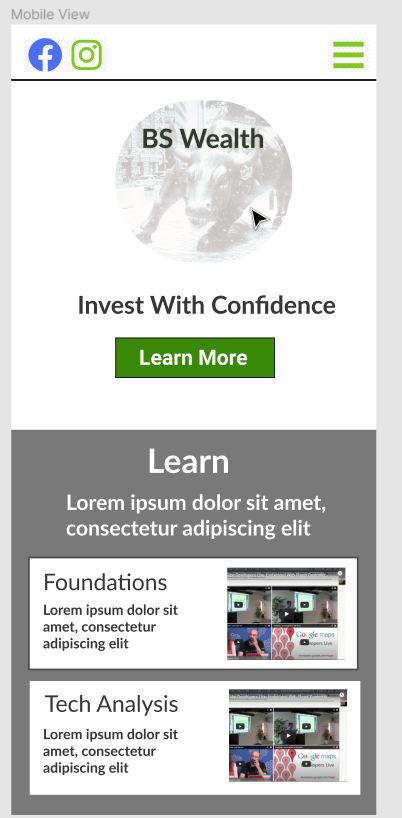 Mobile View
BS Wealth
Invest With Confidence
Learn More
Learn
Lorem ipsum dolor sit amet,
consectetur adipiscing elit
Foundations
Lorem ipsum dolor sit
amet, consectetur
adipiscing elit
Google maps
Tech Analysis
Lorem ipsum dolor sit
amet, consectetur
adipiscing elit
Google maps